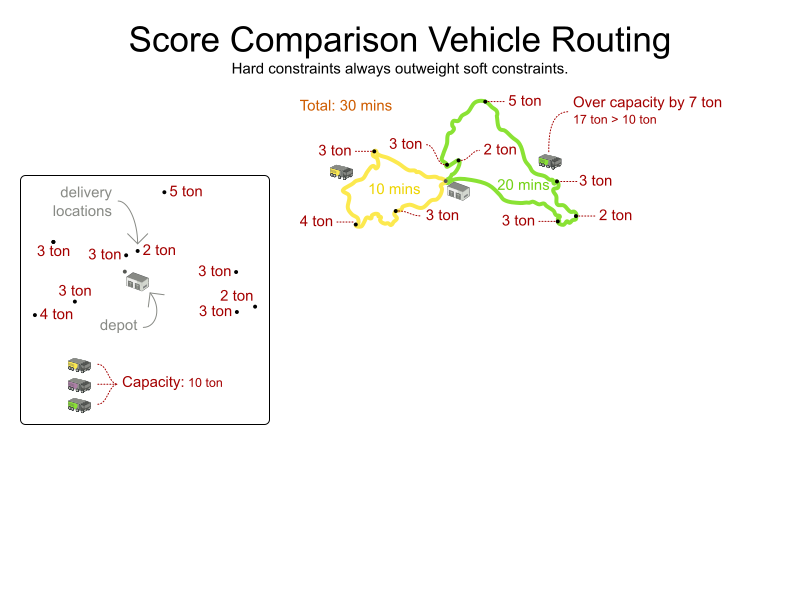 Score Comparison Vehicle Routing
Hard constraints always outweight soft constraints.
Total: 30 mins
5 ton
Over capacity by 7 ton
17 ton > 10 ton
3 ton
3 ton
2 ton
10 mins
20 mins
3 ton
4 ton
3 ton
3 ton
2 ton
delivery
locations
5 ton
3 ton
3 ton
2 ton
3 ton
3 ton
2 ton
4 ton
3 ton
depot
Capacity: 10 ton